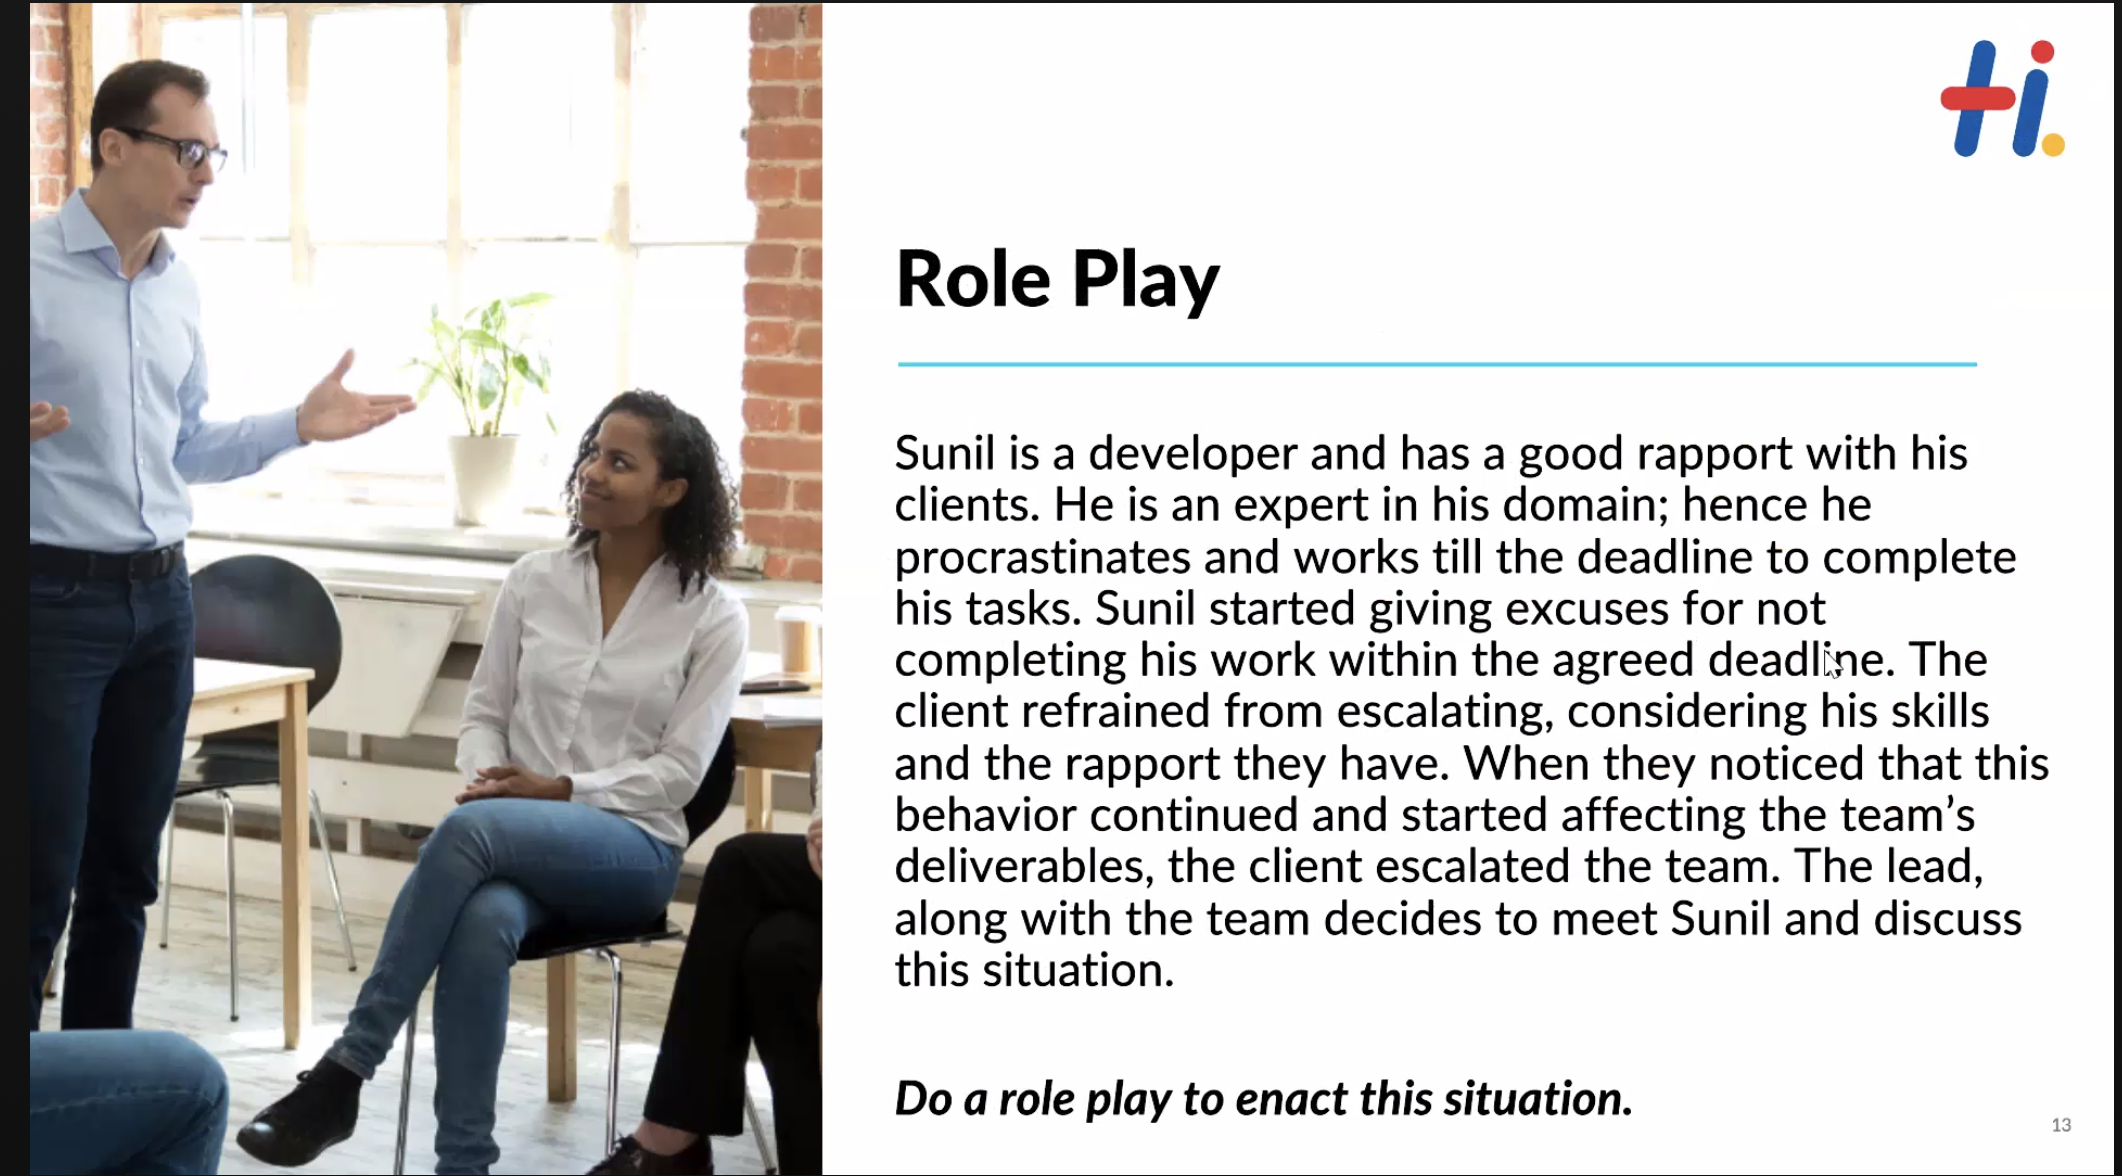 Hi.
Role Play
Sunil is a developer and has a good rapport with his
clients. He is an expert in his domain; hence he
procrastinates and works till the deadline to complete
his tasks. Sunil started giving excuses for not
completing his work within the agreed deadline. The
client refrained from escalating, considering his skills
and the rapport they have. When they noticed that this
behavior continued and started affecting the team’s
deliverables, the client escalated the team. The lead,
along with the team decides to meet Sunil and discuss
this situation.
Do a role play to enact this situation.
13